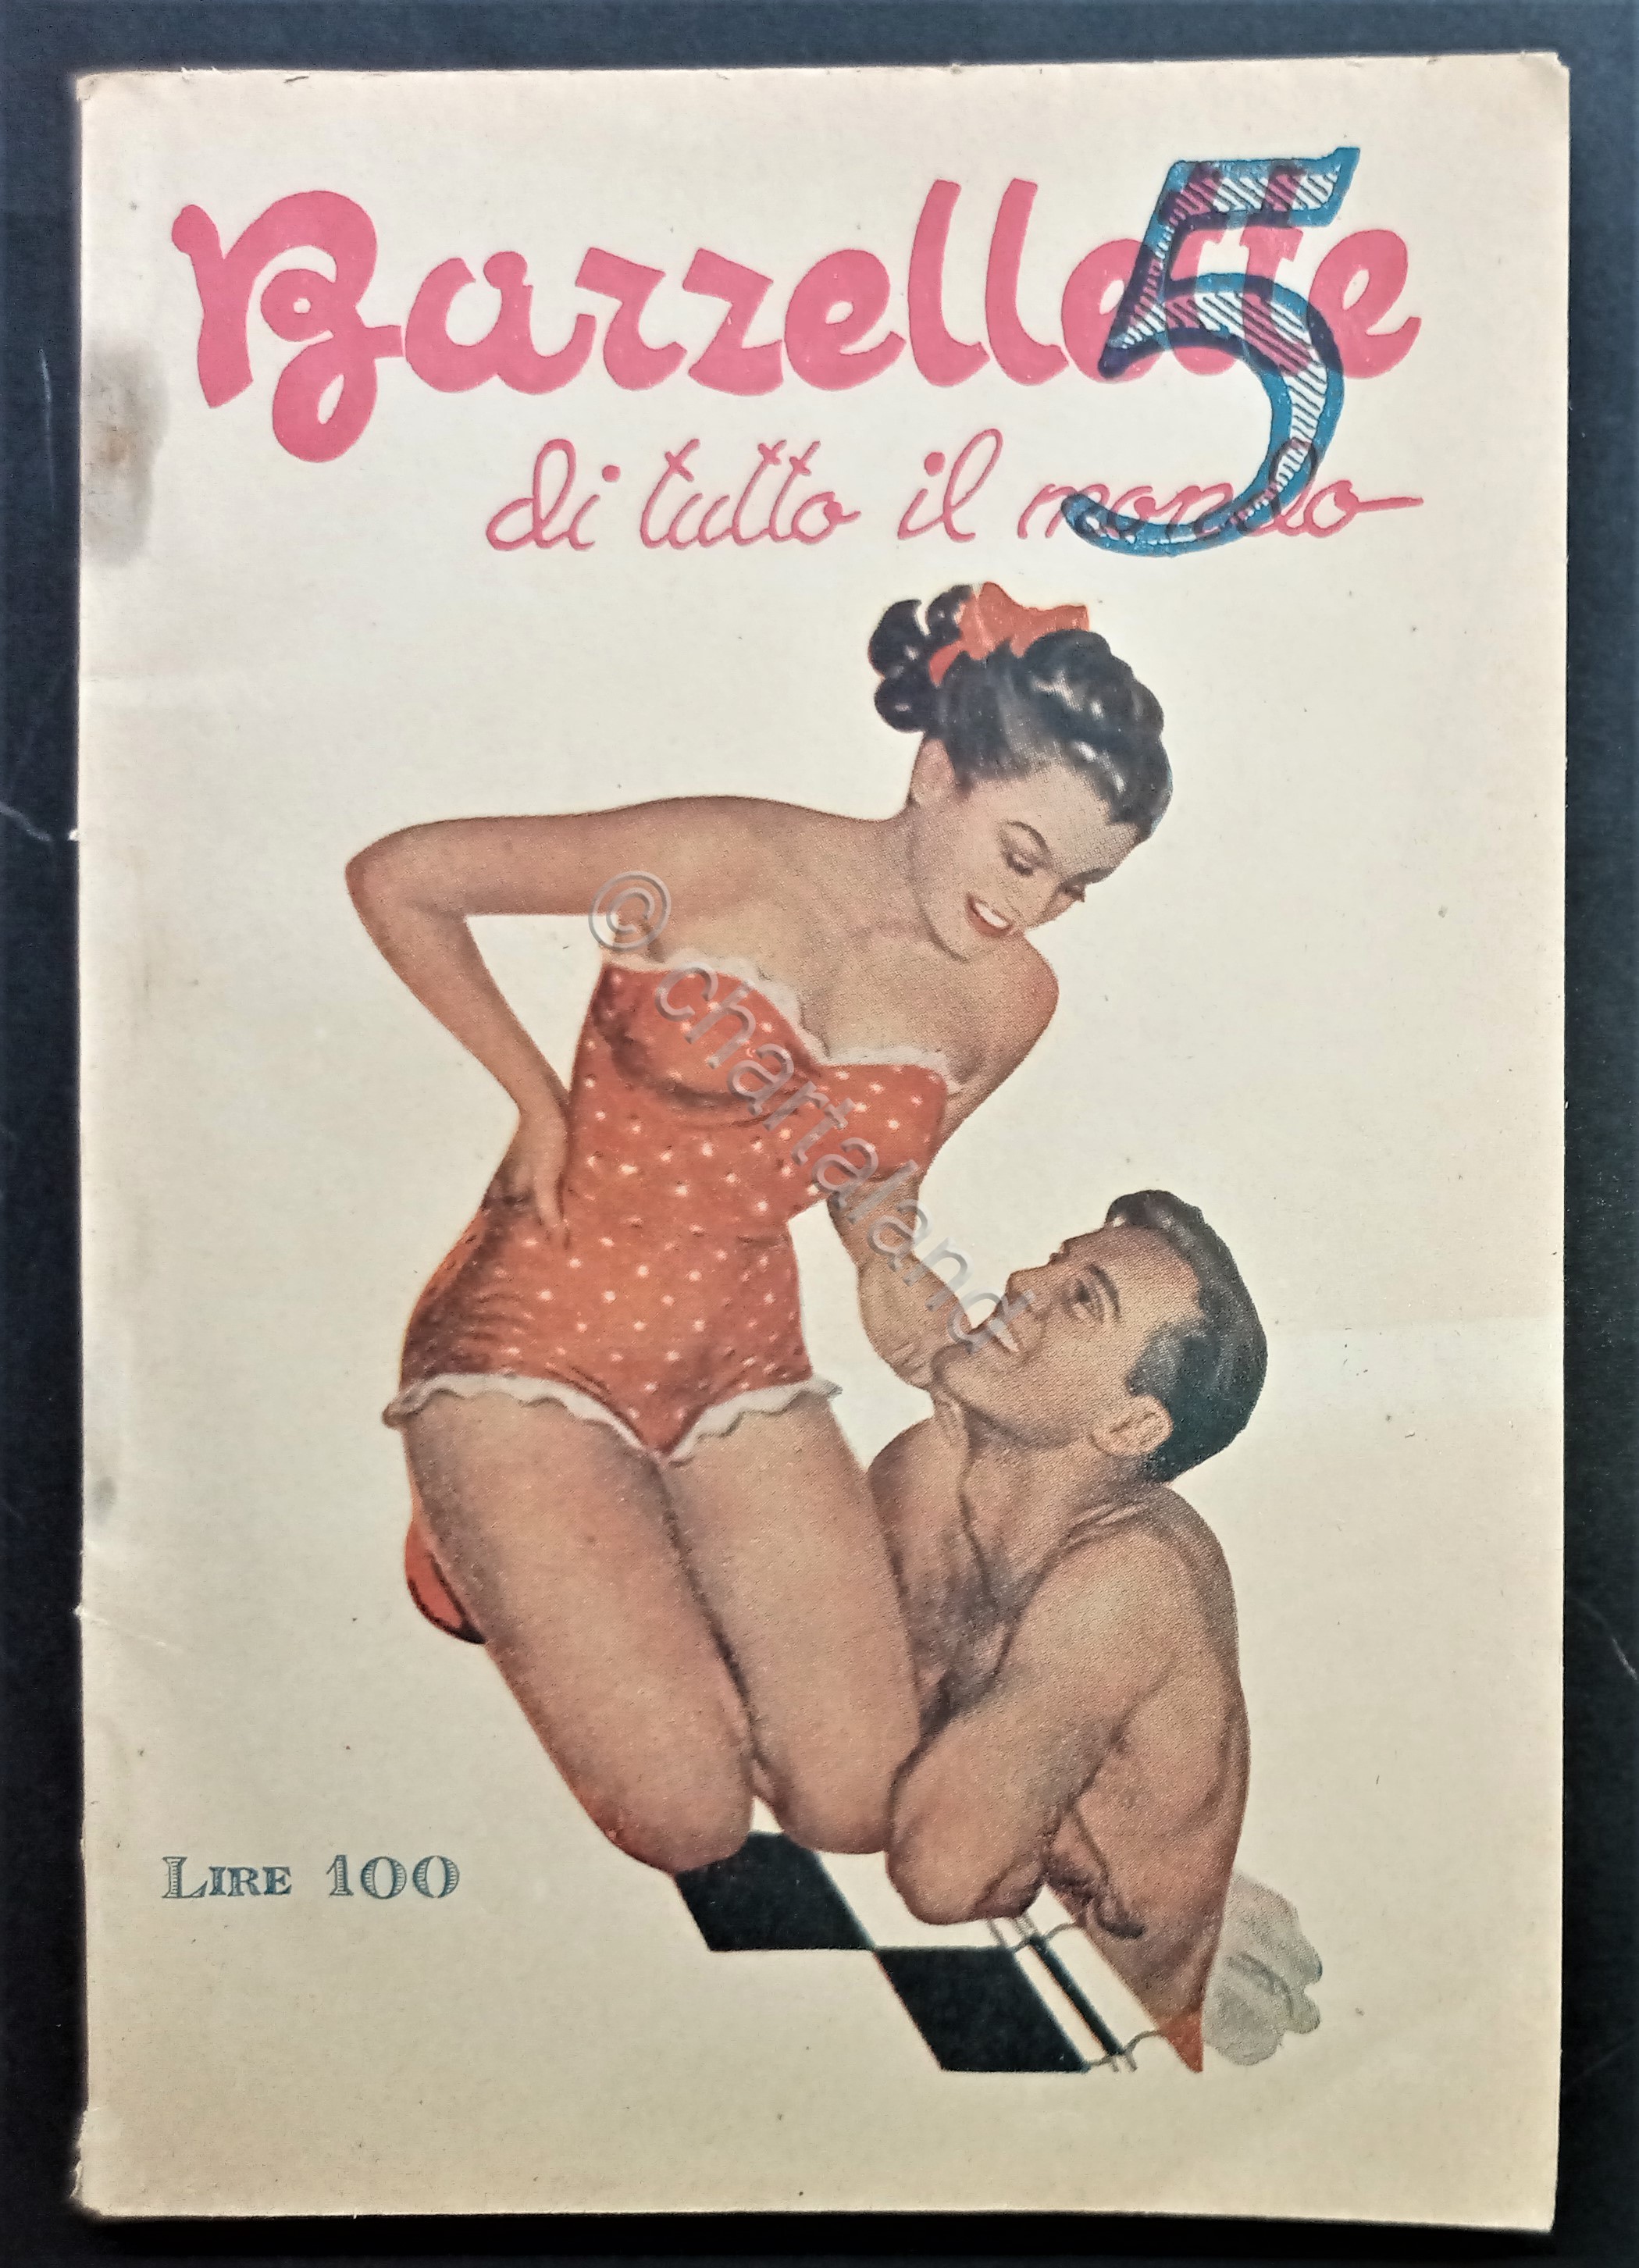 Barzellette
5
di tutto il mondo
© chartaland
LIRE 100